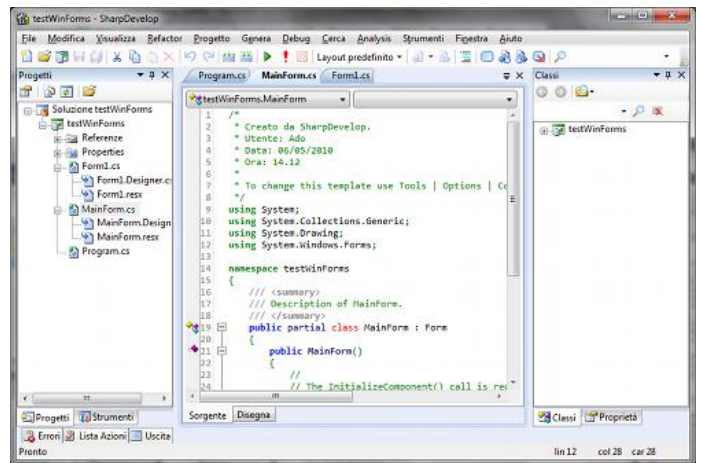 testWinForms - SharpDevelop
File Modifica Visualizza Refactor Progetto Genera Debug Cerca Analysis Strumenti Finestra Aiuto
Layout predefinito
Progetti
Program.cs MainForm.cs Form1.cs
Classi
testWinForms.MainForm
Soluzione testWinForms
testWinForms
Referenze
Properties
Form1.cs
Form1.Designer.c
Form1.resx
MainForm.cs
MainForm.Design
MainForm.resx
Program.cs
1 /*
2 * Creato da SharpDevelop.
3 * Utente: Ado
4 * Data: 06/05/2010
5 * Ora: 14.12
6 *
7 * To change this template use Tools | Options | Co
8 */
9 using System;
10 using System.Collections.Generic;
11 using System.Drawing;
12 using System.Windows.Forms;
13
14 namespace testWinForms
15 {
16 /// <summary>
17 /// Description of MainForm.
18 /// </summary>
19 public partial class MainForm : Form
20 {
21 public MainForm()
22 {
23 //
24 // The InitializeComponent() call is re
testWinForms
Sorgente Disegna
Progetti Strumenti
Classi Proprietà
Errori Lista Azioni Uscita
Pronto
lin 12 col 28 car 28